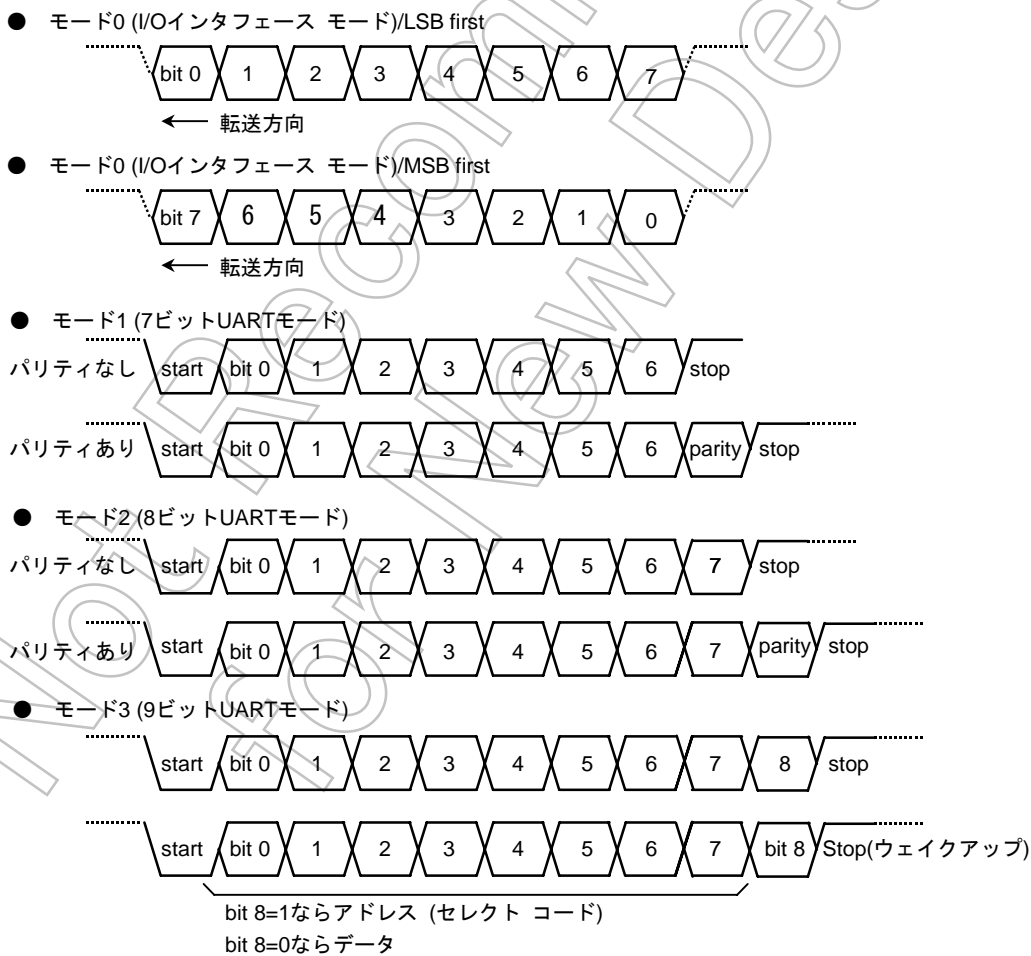 ● モード0 (I/Oインタフェース モード)/LSB first
bit 0 1 2 3 4 5 6 7
← 転送方向
● モード0 (I/Oインタフェース モード)/MSB first
bit 7 6 5 4 3 2 1 0
← 転送方向
● モード1 (7ビットUARTモード)
パリティなし start bit 0 1 2 3 4 5 6 stop
パリティあり start bit 0 1 2 3 4 5 6 parity stop
● モード2 (8ビットUARTモード)
パリティなし start bit 0 1 2 3 4 5 6 7 stop
パリティあり start bit 0 1 2 3 4 5 6 7 parity stop
● モード3 (9ビットUARTモード)
start bit 0 1 2 3 4 5 6 7 8 stop
start bit 0 1 2 3 4 5 6 7 bit 8 Stop(ウェイクアップ)
bit 8=1ならアドレス (セレクト コード)
bit 8=0ならデータ
Not Recom
for New Des